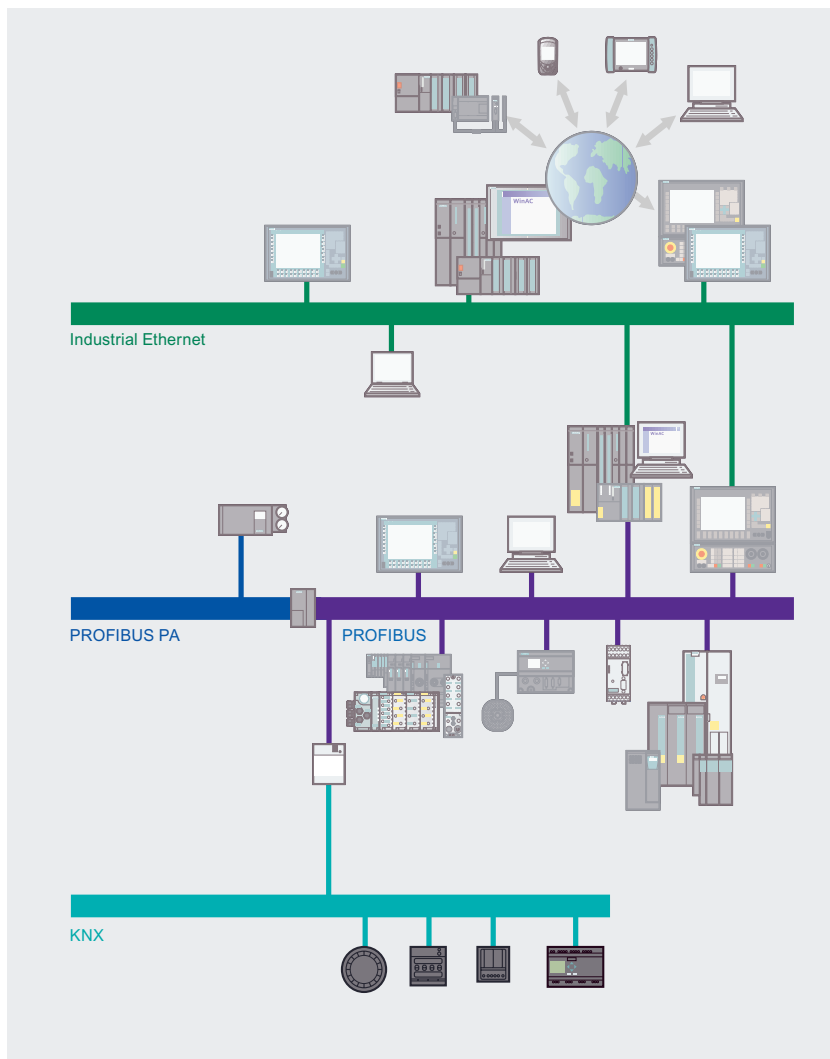 WinAC
Industrial Ethernet
WinAC
PROFIBUS PA
PROFIBUS
KNX